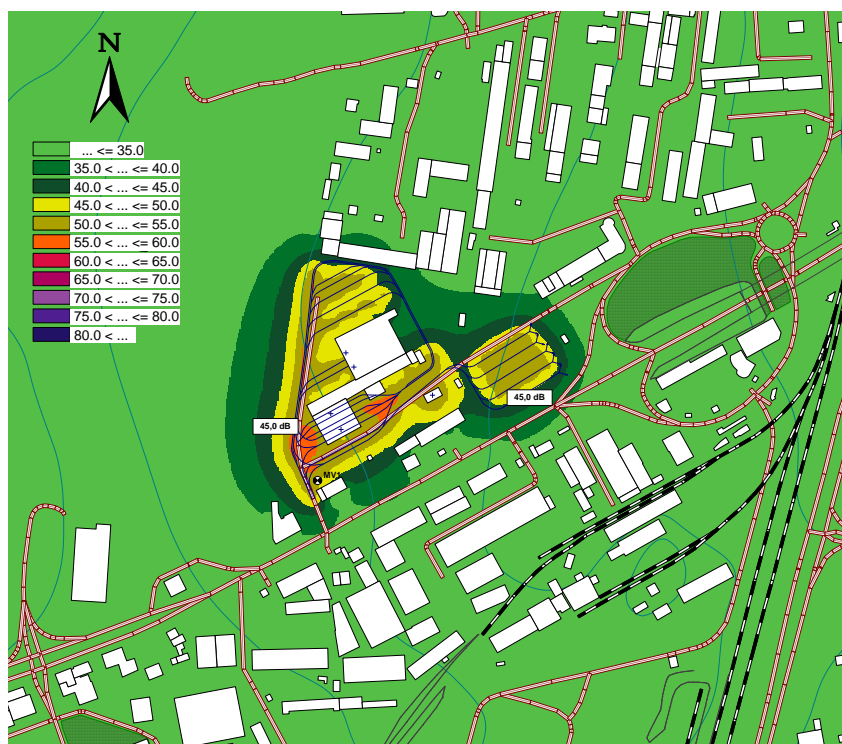 N
... <= 35.0
35.0 < ... <= 40.0
40.0 < ... <= 45.0
45.0 < ... <= 50.0
50.0 < ... <= 55.0
55.0 < ... <= 60.0
60.0 < ... <= 65.0
65.0 < ... <= 70.0
70.0 < ... <= 75.0
75.0 < ... <= 80.0
80.0 < ...
45,0 dB
45,0 dB
MV1